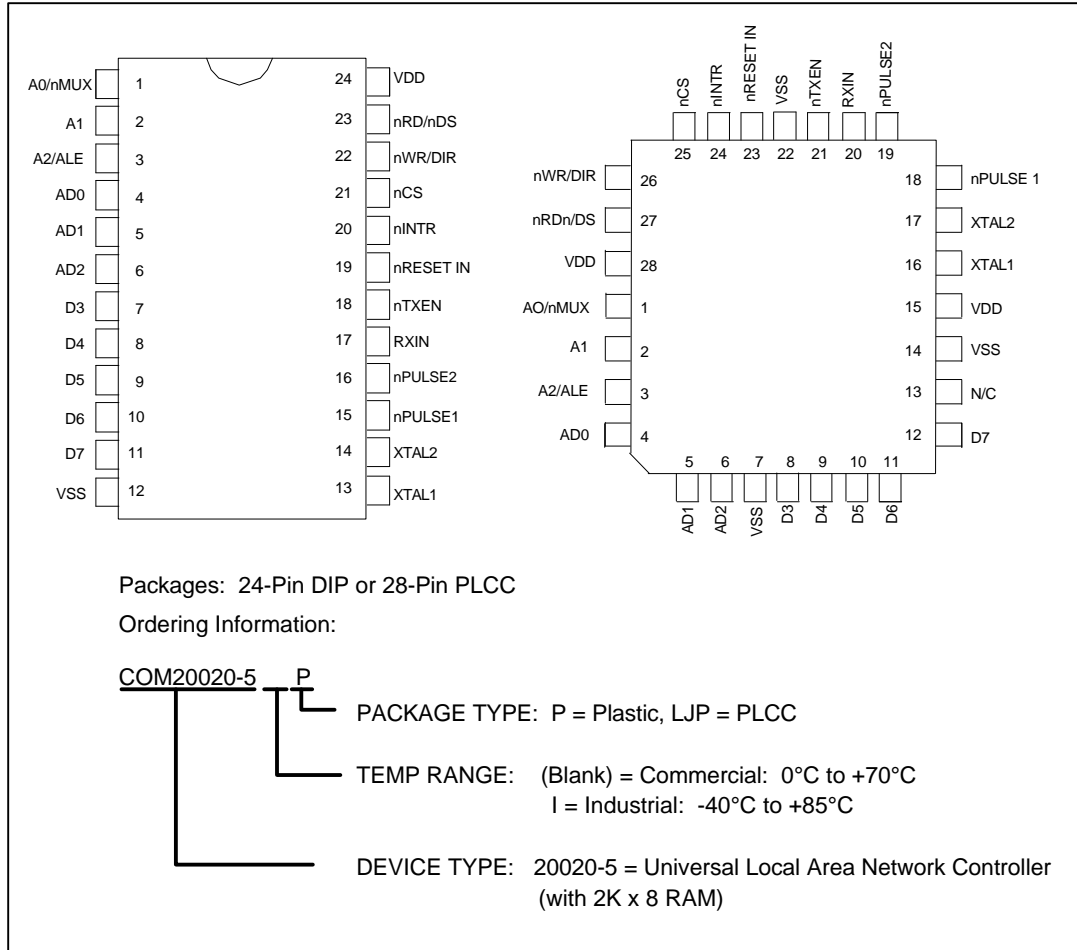 A0/nMUX 1
A1 2
A2/ALE 3
AD0 4
AD1 5
AD2 6
D3 7
D4 8
D5 9
D6 10
D7 11
VSS 12
24 VDD
23 nRD/nDS
22 nWR/DIR
21 nCS
20 nINTR
19 nRESET IN
18 nTXEN
17 RXIN
16 nPULSE2
15 nPULSE1
14 XTAL2
13 XTAL1
nCS nINTR nRESET IN VSS nTXEN RXIN nPULSE2
25 24 23 22 21 20 19
nWR/DIR 26
nRDn/DS 27
VDD 28
AO/nMUX 1
A1 2
A2/ALE 3
AD0 4
18 nPULSE 1
17 XTAL2
16 XTAL1
15 VDD
14 VSS
13 N/C
12 D7
5 6 7 8 9 10 11
AD1 AD2 VSS D3 D4 D5 D6
Packages: 24-Pin DIP or 28-Pin PLCC
Ordering Information:
COM20020-5 P
PACKAGE TYPE: P = Plastic, LJP = PLCC
TEMP RANGE: (Blank) = Commercial: 0°C to +70°C
I = Industrial: -40°C to +85°C
DEVICE TYPE: 20020-5 = Universal Local Area Network Controller
(with 2K x 8 RAM)